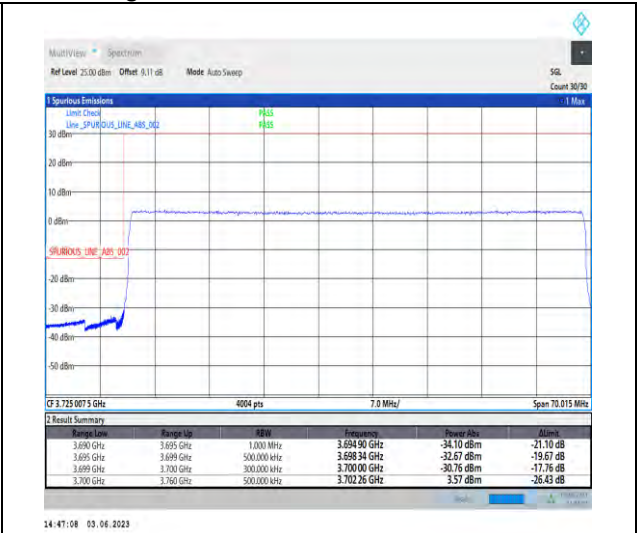 MultiView Spectrum
Ref Level 25.00 dBm Offset 9.11 dB Mode Auto Sweep SGL
Count 30/30
1 Spurious Emissions 1 Max
Limit Check PASS
Line _SPURIOUS_LINE_ABS_002 PASS
30 dBm
20 dBm
10 dBm
0 dBm
_SPURIOUS_LINE_ABS_002
-20 dBm
-30 dBm
-40 dBm
-50 dBm
CF 3.725 007 5 GHz 4004 pts 7.0 MHz/ Span 70.015 MHz
2 Result Summary
Range Low Range Up RBW Frequency Power Abs ΔLimit
3.690 GHz 3.695 GHz 1.000 MHz 3.694 90 GHz -34.10 dBm -21.10 dB
3.695 GHz 3.699 GHz 500.000 kHz 3.698 34 GHz -32.67 dBm -19.67 dB
3.699 GHz 3.700 GHz 300.000 kHz 3.700 00 GHz -30.76 dBm -17.76 dB
3.700 GHz 3.760 GHz 500.000 kHz 3.702 26 GHz 3.57 dBm -26.43 dB
14:47:08 03.06.2023